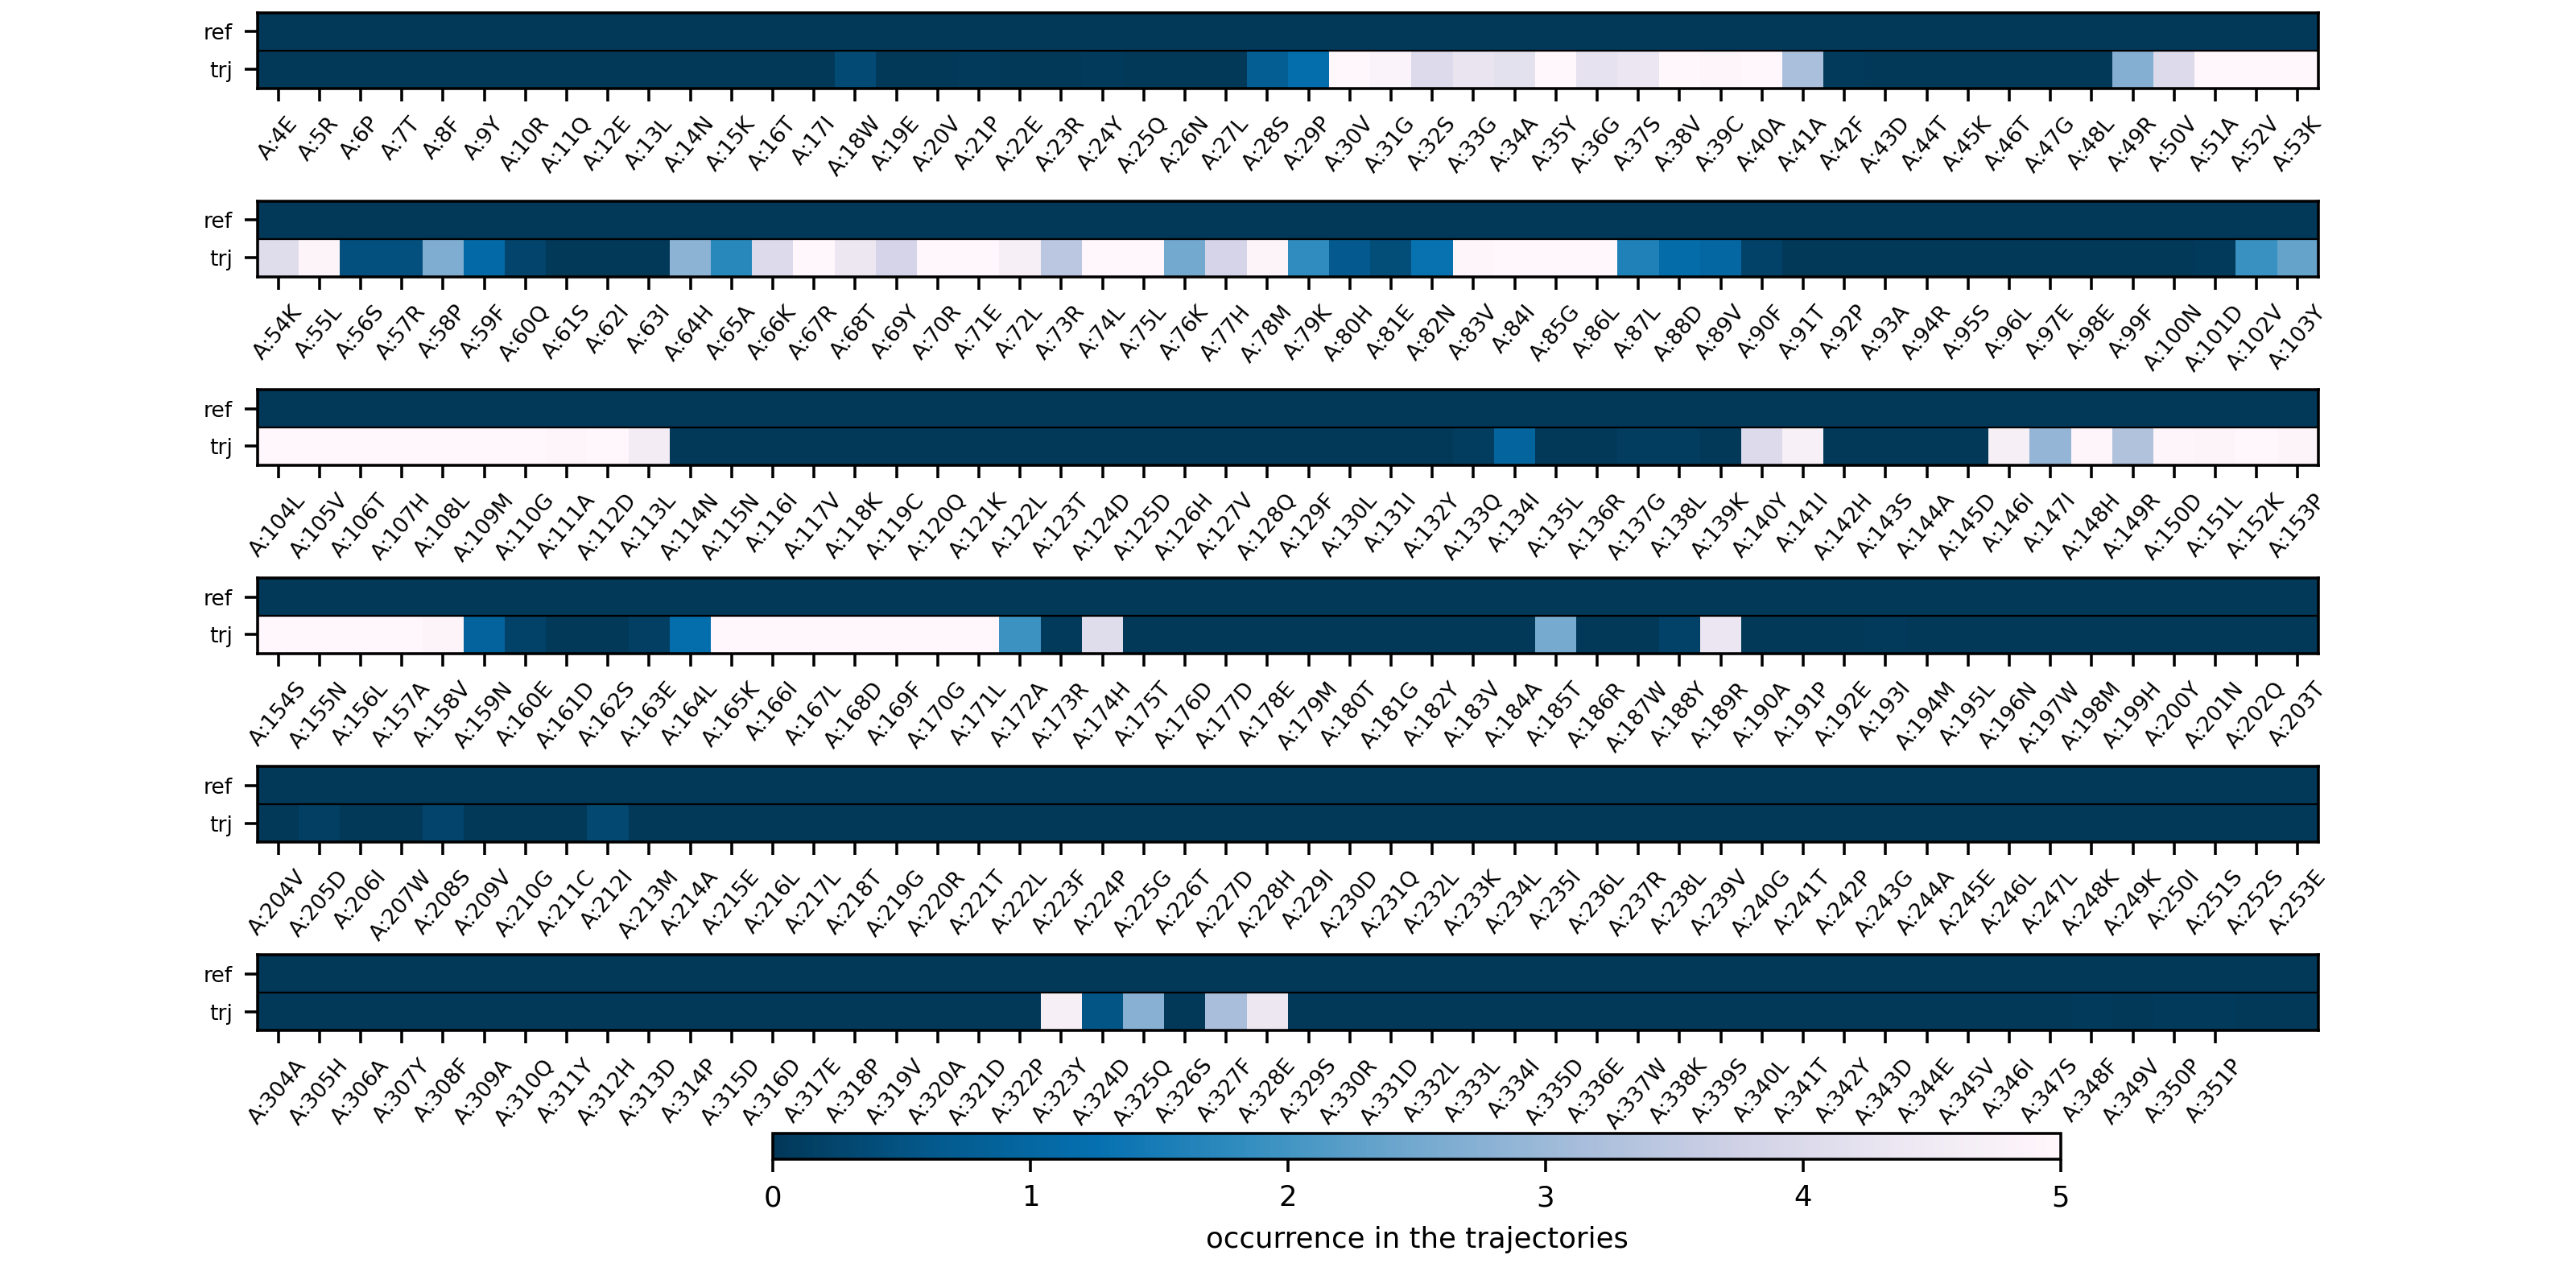 ref
trj
A:4E A:5R A:6P A:7T A:8F A:9Y A:10R A:11Q A:12E A:13L A:14N A:15K A:16T A:17I A:18W A:19E A:20V A:21P A:22E A:23R A:24Y A:25Q A:26N A:27L A:28S A:29P A:30V A:31G A:32S A:33G A:34A A:35Y A:36G A:37S A:38V A:39C A:40A A:41A A:42F A:43D A:44T A:45K A:46T A:47G A:48L A:49R A:50V A:51A A:52V A:53K
ref
trj
A:54K A:55L A:56S A:57R A:58P A:59F A:60Q A:61S A:62I A:63I A:64H A:65A A:66K A:67R A:68T A:69Y A:70R A:71E A:72L A:73R A:74L A:75L A:76K A:77H A:78M A:79K A:80H A:81E A:82N A:83V A:84I A:85G A:86L A:87L A:88D A:89V A:90F A:91T A:92P A:93A A:94R A:95S A:96L A:97E A:98E A:99F A:100N A:101D A:102V A:103Y
ref
trj
A:104L A:105V A:106T A:107H A:108L A:109M A:110G A:111A A:112D A:113L A:114N A:115N A:116I A:117V A:118K A:119C A:120Q A:121K A:122L A:123T A:124D A:125D A:126H A:127V A:128Q A:129F A:130L A:131I A:132Y A:133Q A:134I A:135L A:136R A:137G A:138L A:139K A:140Y A:141I A:142H A:143S A:144A A:145D A:146I A:147I A:148H A:149R A:150D A:151L A:152K A:153P
ref
trj
A:154S A:155N A:156L A:157A A:158V A:159N A:160E A:161D A:162S A:163E A:164L A:165K A:166I A:167L A:168D A:169F A:170G A:171L A:172A A:173R A:174H A:175T A:176D A:177D A:178E A:179M A:180T A:181G A:182Y A:183V A:184A A:185T A:186R A:187W A:188Y A:189R A:190A A:191P A:192E A:193I A:194M A:195L A:196N A:197W A:198M A:199H A:200Y A:201N A:202Q A:203T
ref
trj
A:204V A:205D A:206I A:207W A:208S A:209V A:210G A:211C A:212I A:213M A:214A A:215E A:216L A:217L A:218T A:219G A:220R A:221T A:222L A:223F A:224P A:225G A:226T A:227D A:228H A:229I A:230D A:231Q A:232L A:233K A:234L A:235I A:236L A:237R A:238L A:239V A:240G A:241T A:242P A:243G A:244A A:245E A:246L A:247L A:248K A:249K A:250I A:251S A:252S A:253E
ref
trj
A:304A A:305H A:306A A:307Y A:308F A:309A A:310Q A:311Y A:312H A:313D A:314P A:315D A:316D A:317E A:318P A:319V A:320A A:321D A:322P A:323Y A:324D A:325Q A:326S A:327F A:328E A:329S A:330R A:331D A:332L A:333L A:334I A:335D A:336E A:337W A:338K A:339S A:340L A:341T A:342Y A:343D A:344E A:345V A:346I A:347S A:348F A:349V A:350P A:351P
0 1 2 3 4 5
occurrence in the trajectories